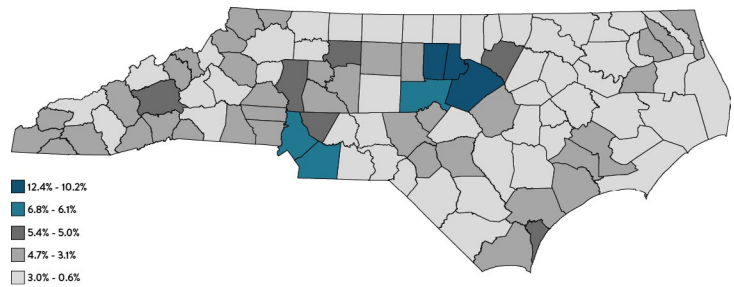 12.4% - 10.2%
6.8% - 6.1%
5.4% - 5.0%
4.7% - 3.1%
3.0% - 0.6%